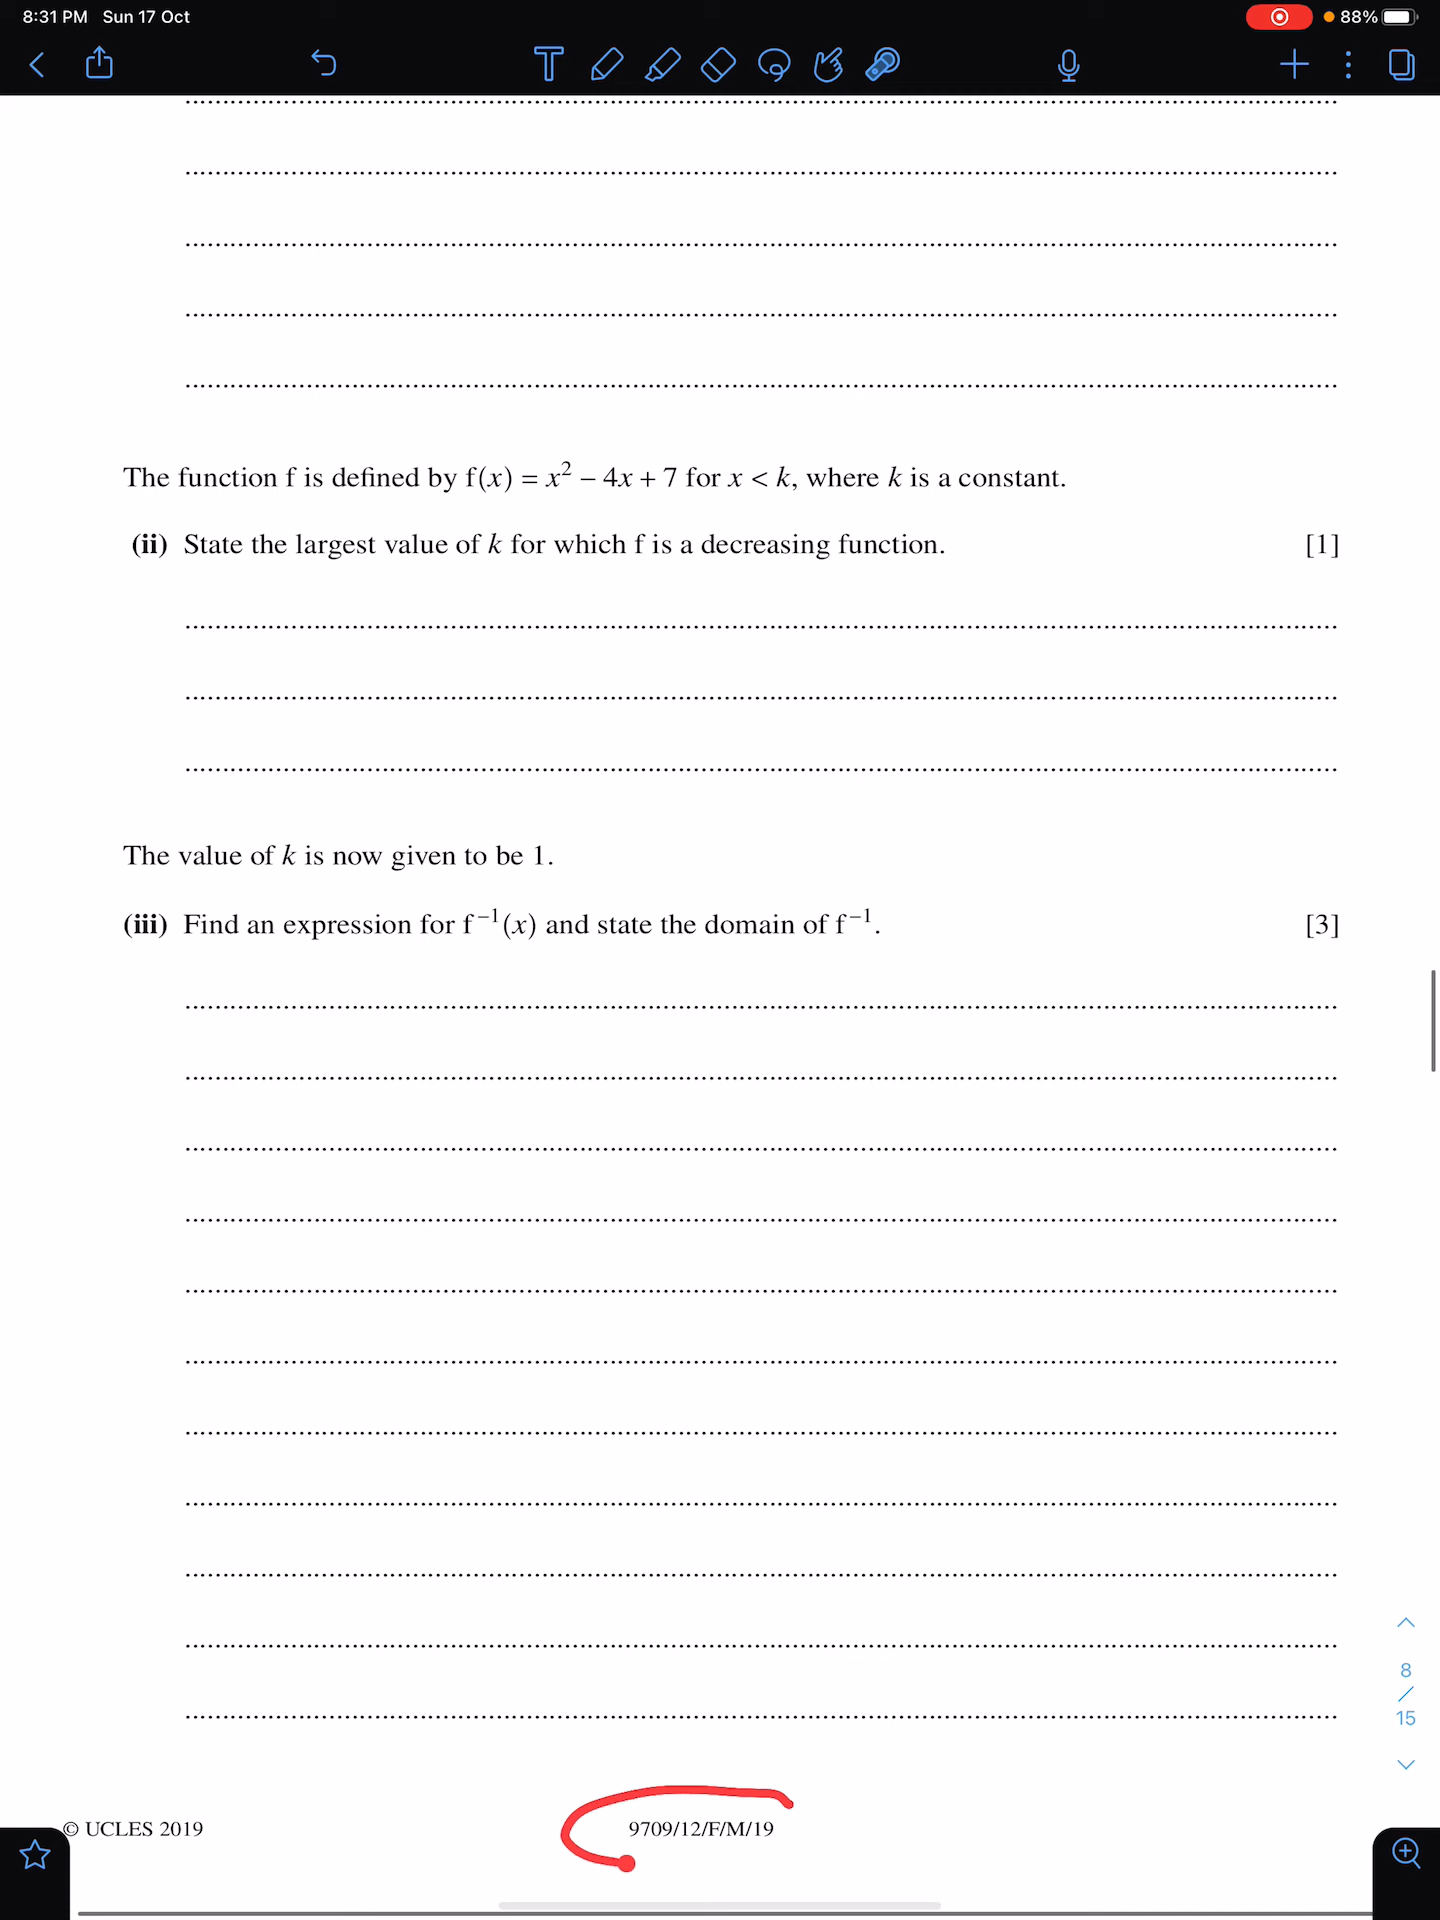 8:31 PM Sun 17 Oct
88%
The function f is defined by f(x) = x² – 4x + 7 for x < k, where k is a constant.
(ii) State the largest value of k for which f is a decreasing function. [1]
The value of k is now given to be 1.
(iii) Find an expression for f⁻¹(x) and state the domain of f⁻¹. [3]
8
/
15
© UCLES 2019
9709/12/F/M/19